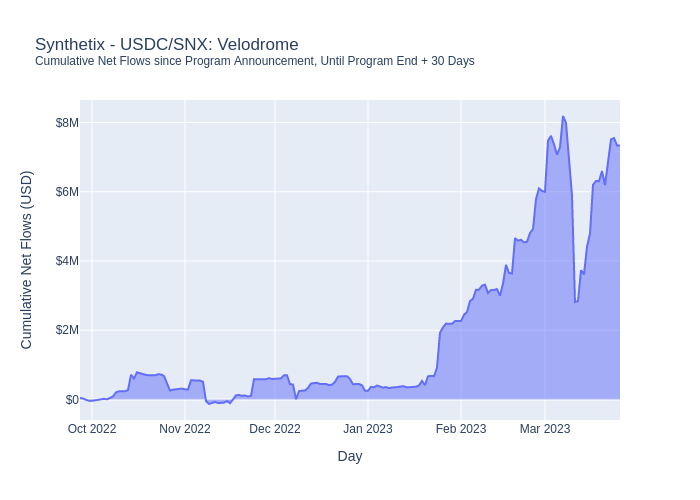 Synthetix - USDC/SNX: Velodrome
Cumulative Net Flows since Program Announcement, Until Program End + 30 Days
Cumulative Net Flows (USD)
$8M
$6M
$4M
$2M
$0
Oct 2022 Nov 2022 Dec 2022 Jan 2023 Feb 2023 Mar 2023
Day